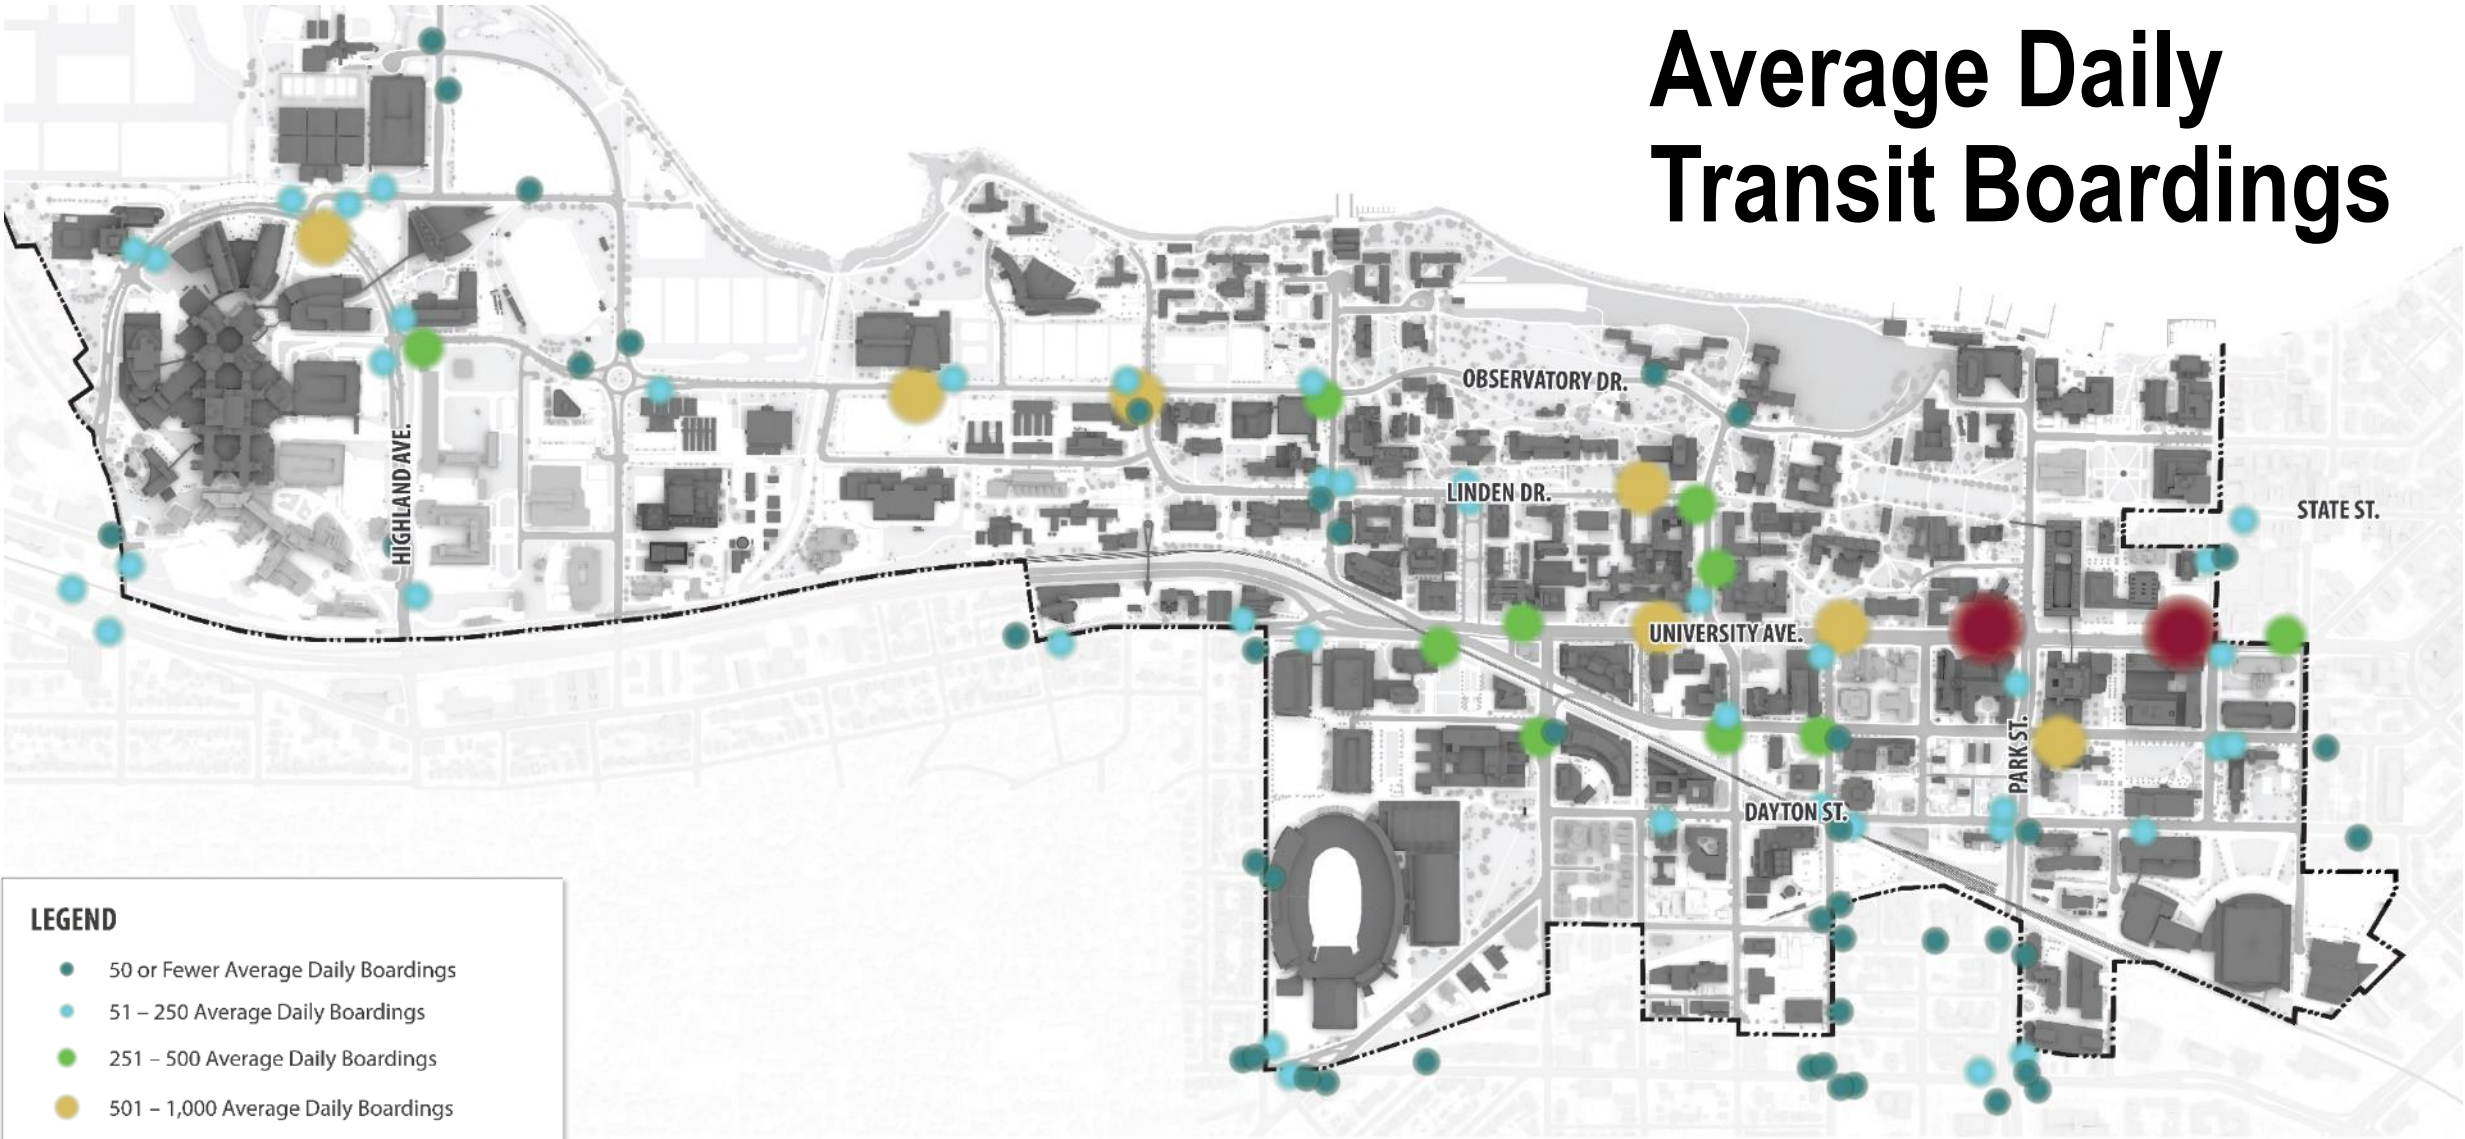 Average Daily
Transit Boardings
OBSERVATORY DR.
HIGHLAND AVE.
LINDEN DR.
STATE ST.
UNIVERSITY AVE.
PARK ST.
DAYTON ST.
LEGEND
50 or Fewer Average Daily Boardings
51 – 250 Average Daily Boardings
251 – 500 Average Daily Boardings
501 – 1,000 Average Daily Boardings